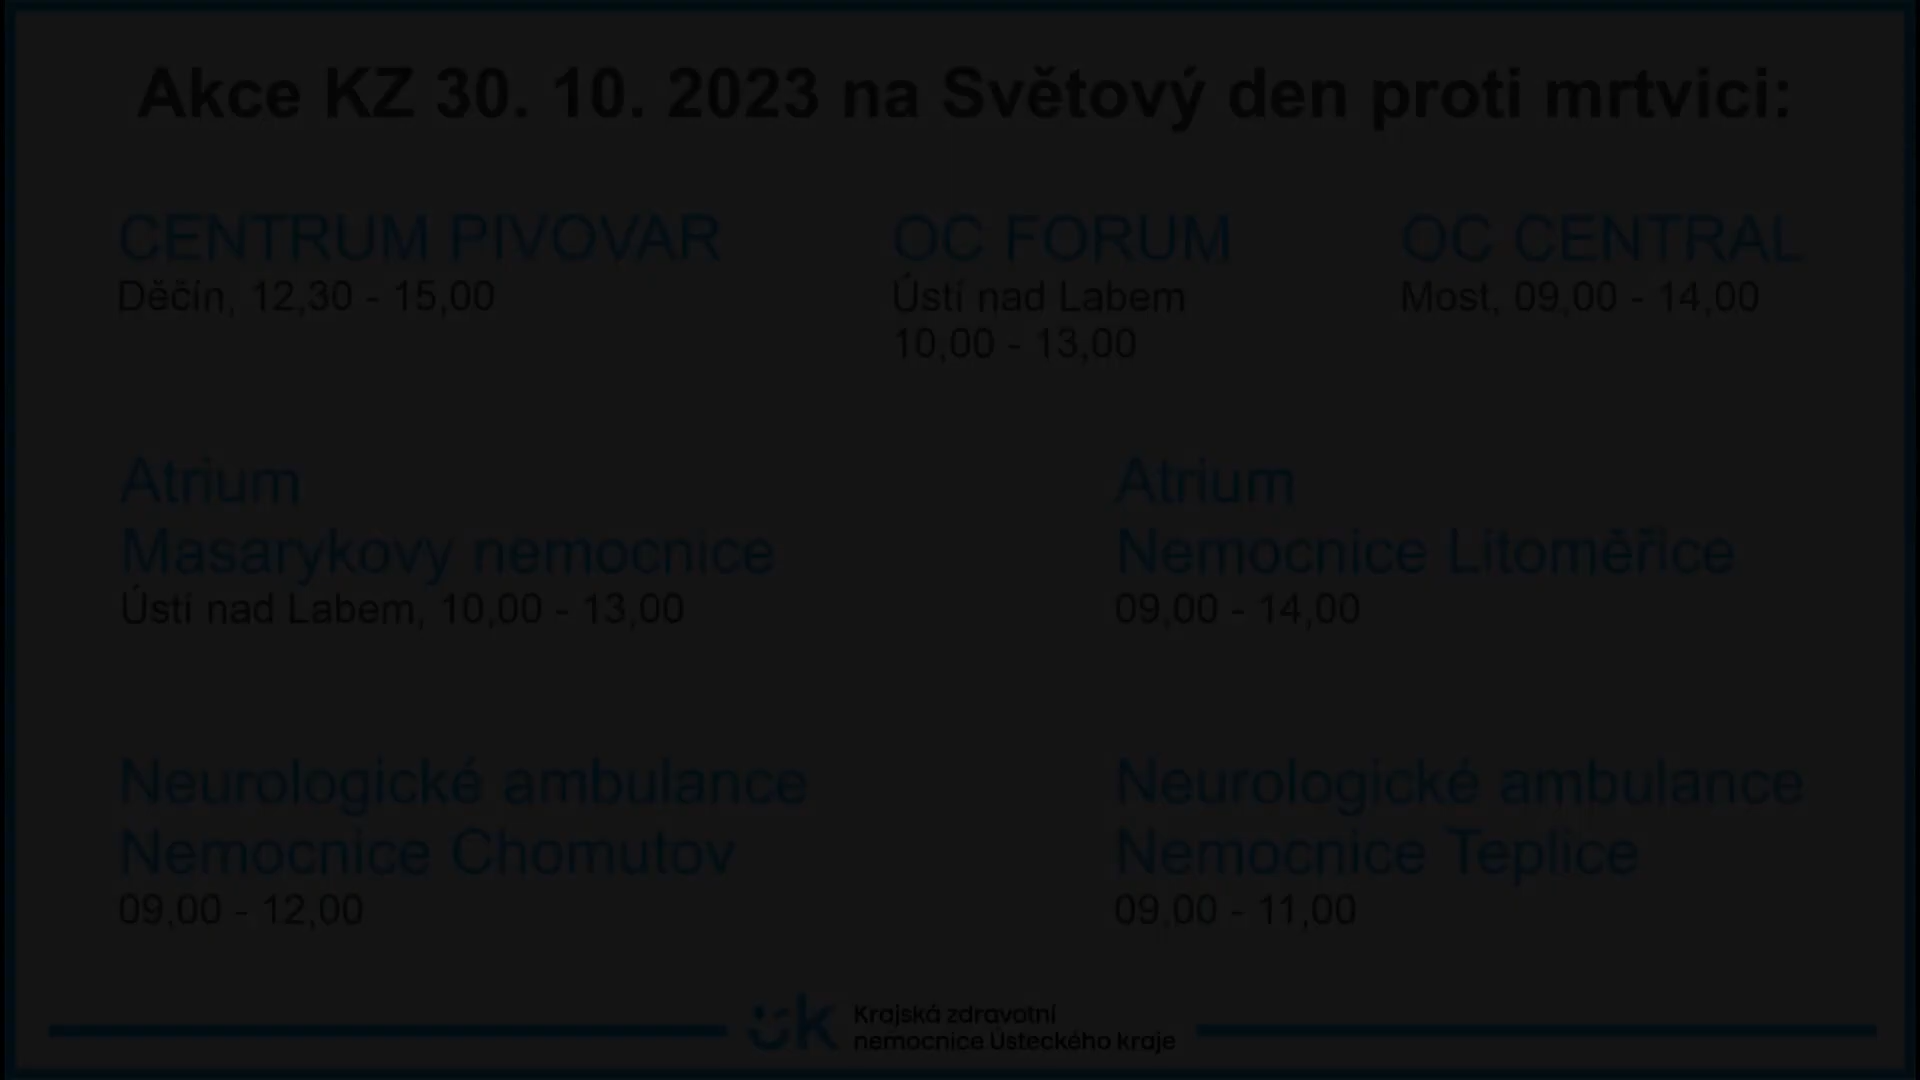 Akce KZ 30. 10. 2023 na Světový den proti mrtvici:
CENTRUM PIVOVAR
Děčín, 12,30 - 15,00
OC FORUM
Ústí nad Labem
10,00 - 13,00
OC CENTRAL
Most, 09,00 - 14,00
Atrium
Masarykovy nemocnice
Ústí nad Labem, 10,00 - 13,00
Atrium
Nemocnice Litoměřice
09,00 - 14,00
Neurologické ambulance
Nemocnice Chomutov
09,00 - 12,00
Neurologické ambulance
Nemocnice Teplice
09,00 - 11,00
ük
Krajská zdravotní
nemocnice Ústeckého kraje